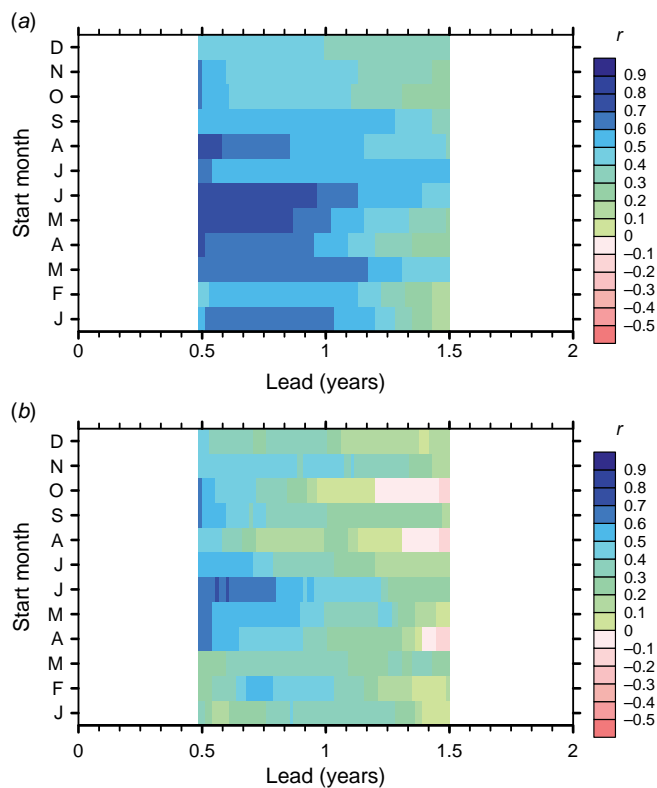 (a)
r
D
N
O
S
A
J
J
M
A
M
F
J
Start month
0.9
0.8
0.7
0.6
0.5
0.4
0.3
0.2
0.1
0
–0.1
–0.2
–0.3
–0.4
–0.5
0 0.5 1 1.5 2
Lead (years)
(b)
r
D
N
O
S
A
J
J
M
A
M
F
J
Start month
0.9
0.8
0.7
0.6
0.5
0.4
0.3
0.2
0.1
0
–0.1
–0.2
–0.3
–0.4
–0.5
0 0.5 1 1.5 2
Lead (years)